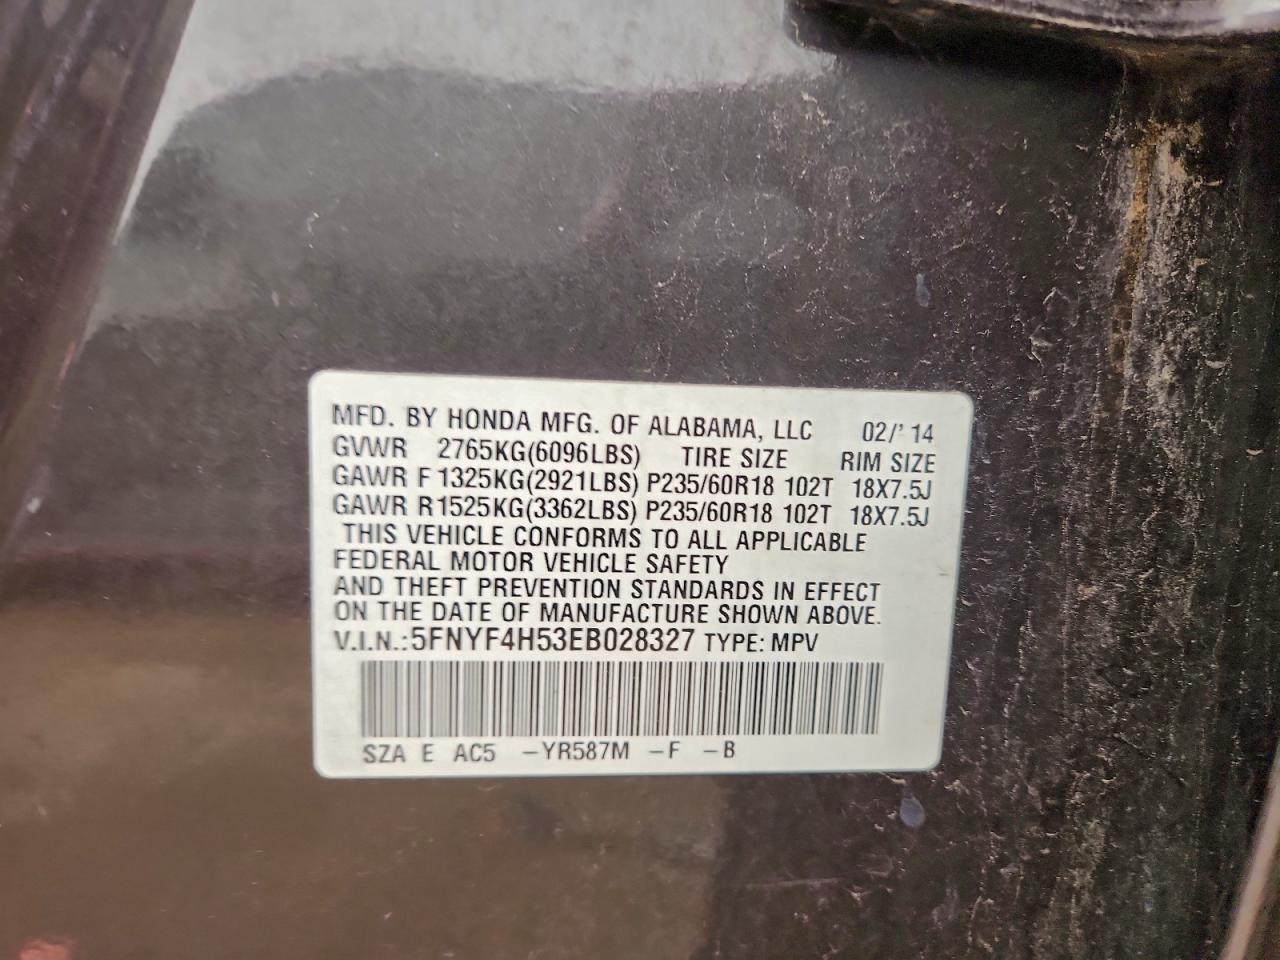 MFD. BY HONDA MFG. OF ALABAMA, LLC 02/'14
GVWR 2765KG(6096LBS) TIRE SIZE RIM SIZE
GAWR F 1325KG(2921LBS) P235/60R18 102T 18X7.5J
GAWR R1525KG(3362LBS) P235/60R18 102T 18X7.5J
THIS VEHICLE CONFORMS TO ALL APPLICABLE
FEDERAL MOTOR VEHICLE SAFETY
AND THEFT PREVENTION STANDARDS IN EFFECT
ON THE DATE OF MANUFACTURE SHOWN ABOVE.
V.I.N.:5FNYF4H53EB028327 TYPE: MPV
SZA E AC5 -YR587M -F -B